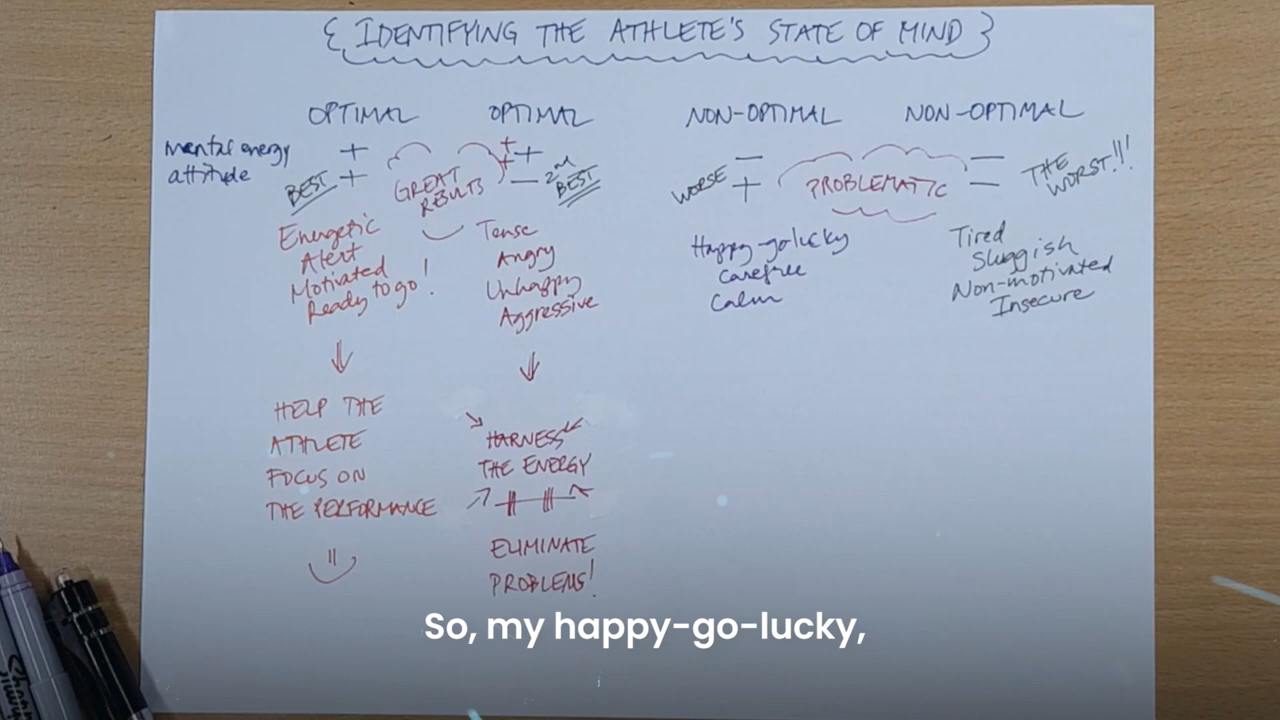 { IDENTIFYING THE ATHLETE'S STATE OF MIND }
OPTIMAL OPTIMAL NON-OPTIMAL NON-OPTIMAL
mental energy + ++ + − −
attitude + − + −
BEST
GREAT
RESULTS
2nd
BEST
WORSE
PROBLEMATIC
THE
WORST!!!
Energetic
Alert
Motivated
Ready to go!
Tense
Angry
Unhappy
Aggressive
Happy-go lucky
carefree
Calm
Tired
Sluggish
Non-motivated
Insecure
HELP THE
ATHLETE
FOCUS ON
THE PERFORMANCE
HARNESS
THE ENERGY
ELIMINATE
PROBLEMS!
So, my happy-go-lucky,
Sharpie